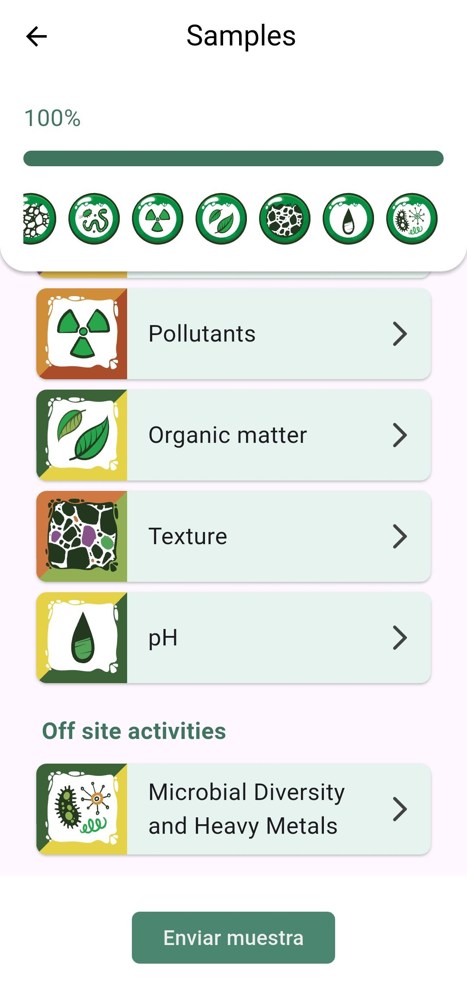 Samples
100%
Pollutants
Organic matter
Texture
pH
Off site activities
Microbial Diversity
and Heavy Metals
Enviar muestra